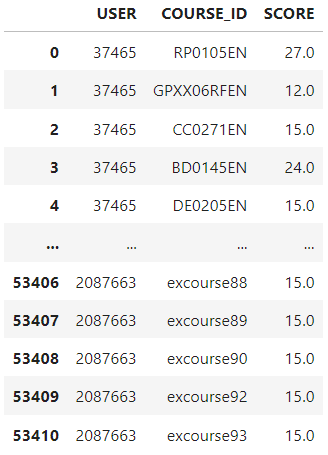 USER COURSE_ID SCORE
0 37465 RP0105EN 27.0
1 37465 GPXX06RFEN 12.0
2 37465 CC0271EN 15.0
3 37465 BD0145EN 24.0
4 37465 DE0205EN 15.0
... ... ... ...
53406 2087663 excourse88 15.0
53407 2087663 excourse89 15.0
53408 2087663 excourse90 15.0
53409 2087663 excourse92 15.0
53410 2087663 excourse93 15.0